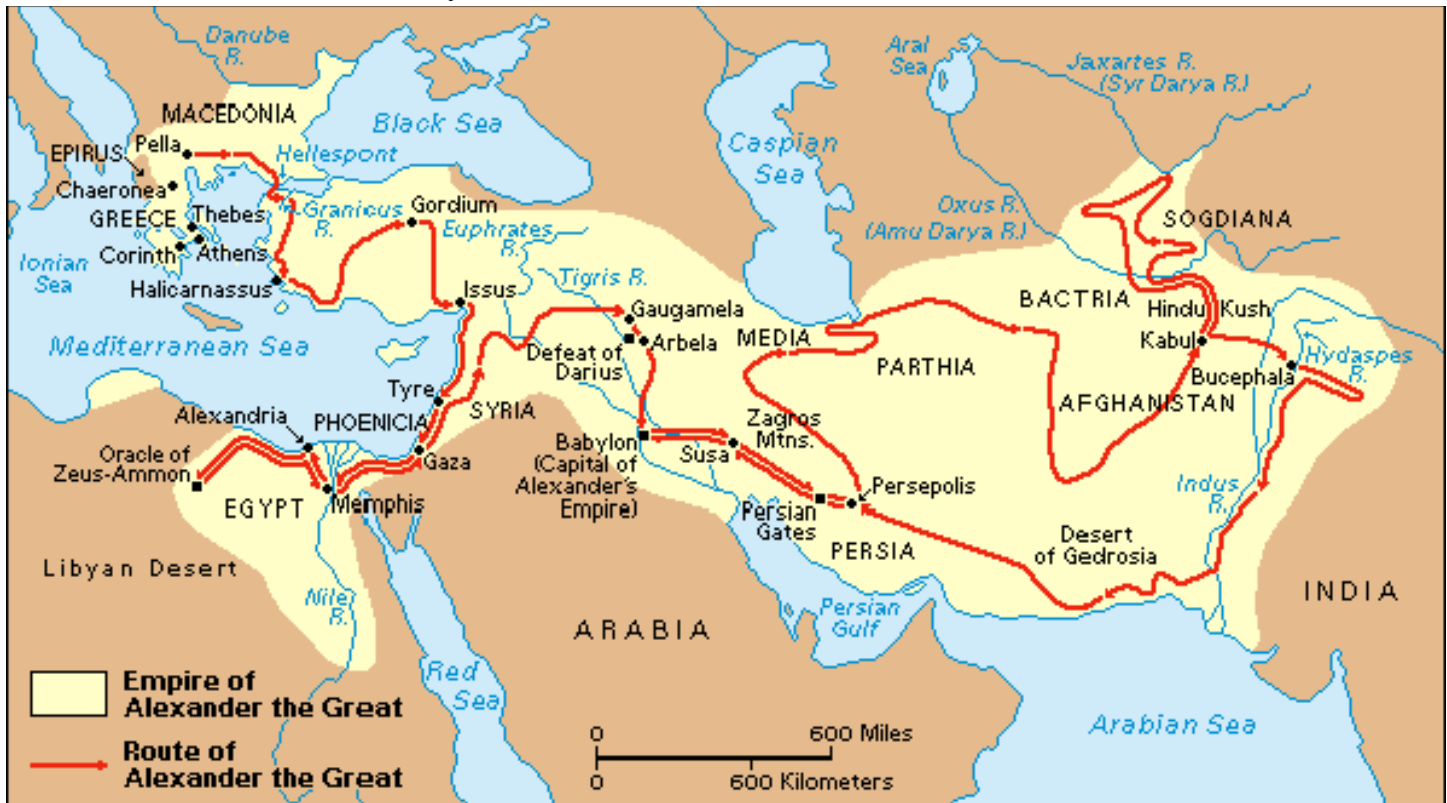 Danube
R.
MACEDONIA
Pella
EPIRUS
Chaeronea
GREECE
Thebes
Corinth
Athens
Ionian
Sea
Halicarnassus
Hellespont
Granicus
R.
Black Sea
Gordium
Euphrates
R.
Issus
Tigris R.
Mediterranean Sea
Caspian
Sea
Aral
Sea
Jaxartes R.
(Syr Darya R.)
Oxus R.
(Amu Darya R.)
SOGDIANA
BACTRIA
Hindu Kush
Kabul
Hydaspes
R.
Bucephala
Gaugamela
Arbela
Defeat of
Darius
MEDIA
PARTHIA
AFGHANISTAN
Tyre
SYRIA
PHOENICIA
Alexandria
Oracle of
Zeus-Ammon
Gaza
EGYPT
Memphis
Babylon
(Capital of
Alexander's
Empire)
Susa
Zagros
Mtns.
Persepolis
Persian
Gates
PERSIA
Indus
R.
Desert
of Gedrosia
Libyan Desert
Nile
R.
Red
Sea
ARABIA
Persian
Gulf
INDIA
Arabian Sea
Empire of
Alexander the Great
Route of
Alexander the Great
0 600 Miles
0 600 Kilometers